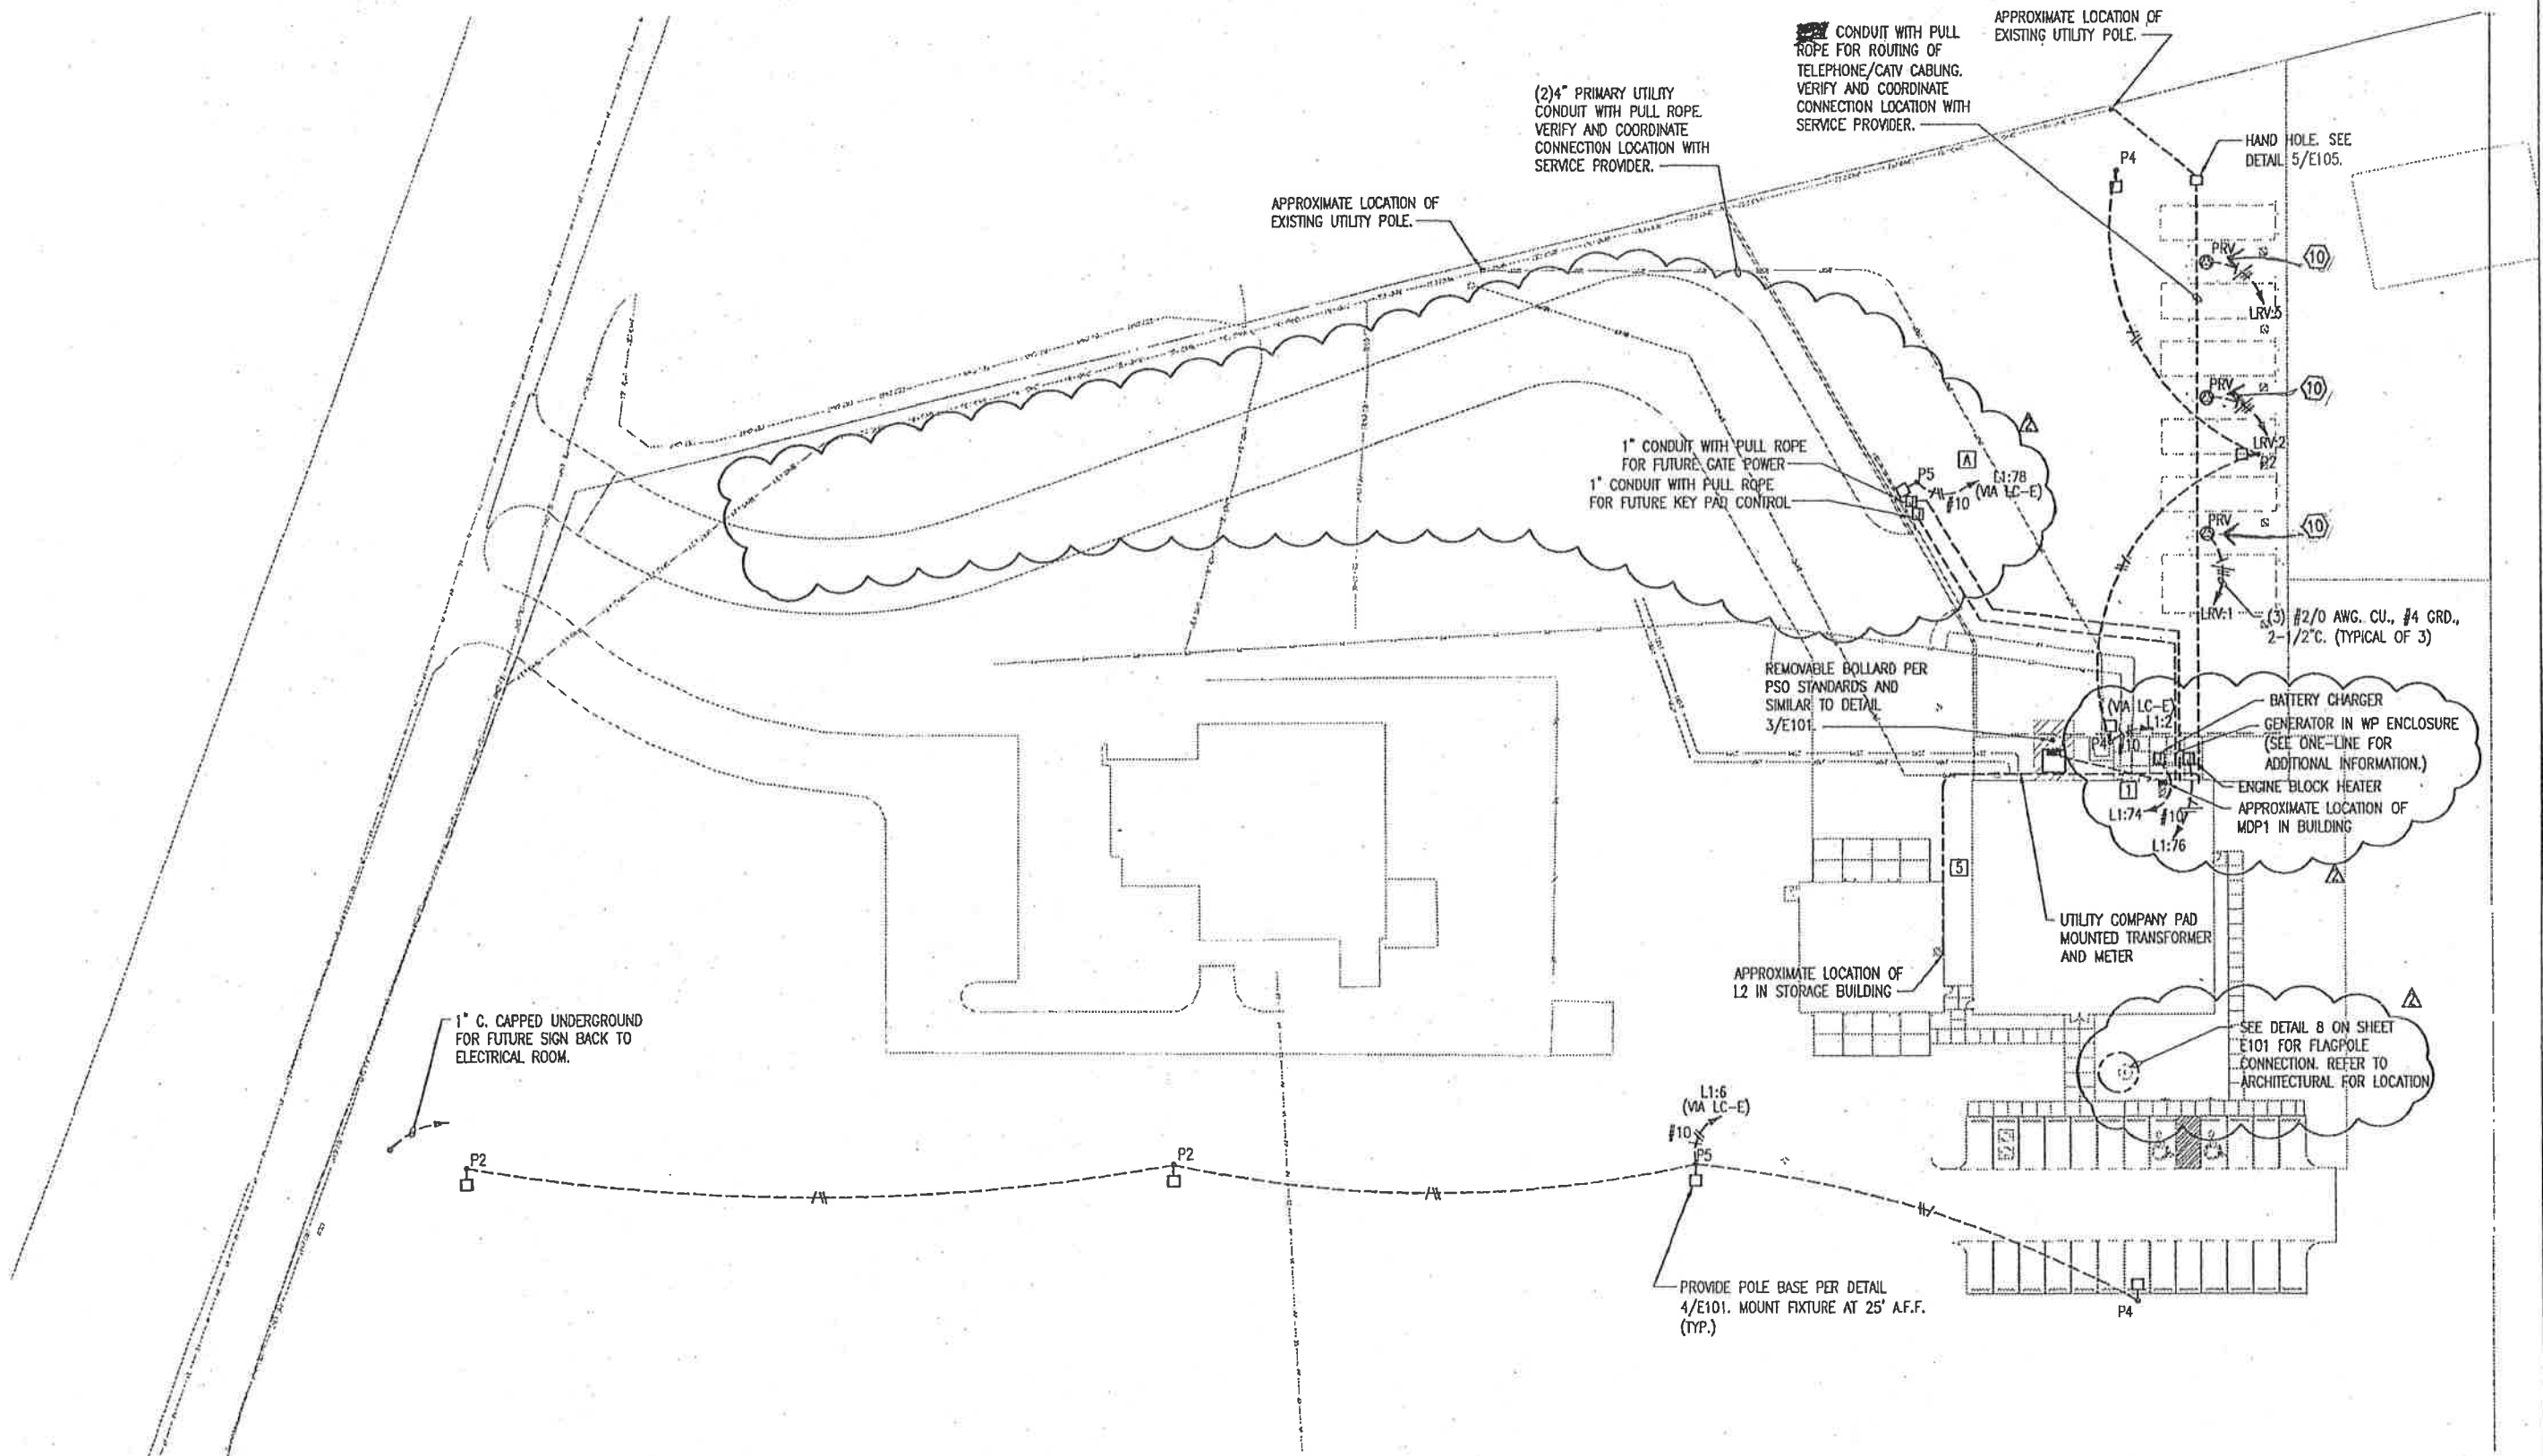 CONDUIT WITH PULL
ROPE FOR ROUTING OF
TELEPHONE/CATV CABLING.
VERIFY AND COORDINATE
CONNECTION LOCATION WITH
SERVICE PROVIDER.
APPROXIMATE LOCATION OF
EXISTING UTILITY POLE.
(2)4" PRIMARY UTILITY
CONDUIT WITH PULL ROPE.
VERIFY AND COORDINATE
CONNECTION LOCATION WITH
SERVICE PROVIDER.
HAND HOLE. SEE
DETAIL 5/E105.
P4
APPROXIMATE LOCATION OF
EXISTING UTILITY POLE.
PRV
10
LRV:3
PRV
10
LRV:2
P2
1" CONDUIT WITH PULL ROPE
FOR FUTURE GATE POWER
1" CONDUIT WITH PULL ROPE
FOR FUTURE KEY PAD CONTROL
A
P5
L1:78
(VIA LC-E)
#10
PRV
10
LRV:1
(3) #2/0 AWG. CU., #4 GRD.,
2-1/2"C. (TYPICAL OF 3)
REMOVABLE BOLLARD PER
PSO STANDARDS AND
SIMILAR TO DETAIL
3/E101.
(VIA LC-E)
L1:2
P4
#10
BATTERY CHARGER
GENERATOR IN WP ENCLOSURE
(SEE ONE-LINE FOR
ADDITIONAL INFORMATION.)
ENGINE BLOCK HEATER
APPROXIMATE LOCATION OF
MDP1 IN BUILDING
1
L1:74
#10
L1:76
5
UTILITY COMPANY PAD
MOUNTED TRANSFORMER
AND METER
APPROXIMATE LOCATION OF
L2 IN STORAGE BUILDING
1" C. CAPPED UNDERGROUND
FOR FUTURE SIGN BACK TO
ELECTRICAL ROOM.
SEE DETAIL 8 ON SHEET
E101 FOR FLAGPOLE
CONNECTION. REFER TO
ARCHITECTURAL FOR LOCATION
L1:6
(VIA LC-E)
#10
P2
P2
P5
PROVIDE POLE BASE PER DETAIL
4/E101. MOUNT FIXTURE AT 25' A.F.F.
(TYP.)
P4